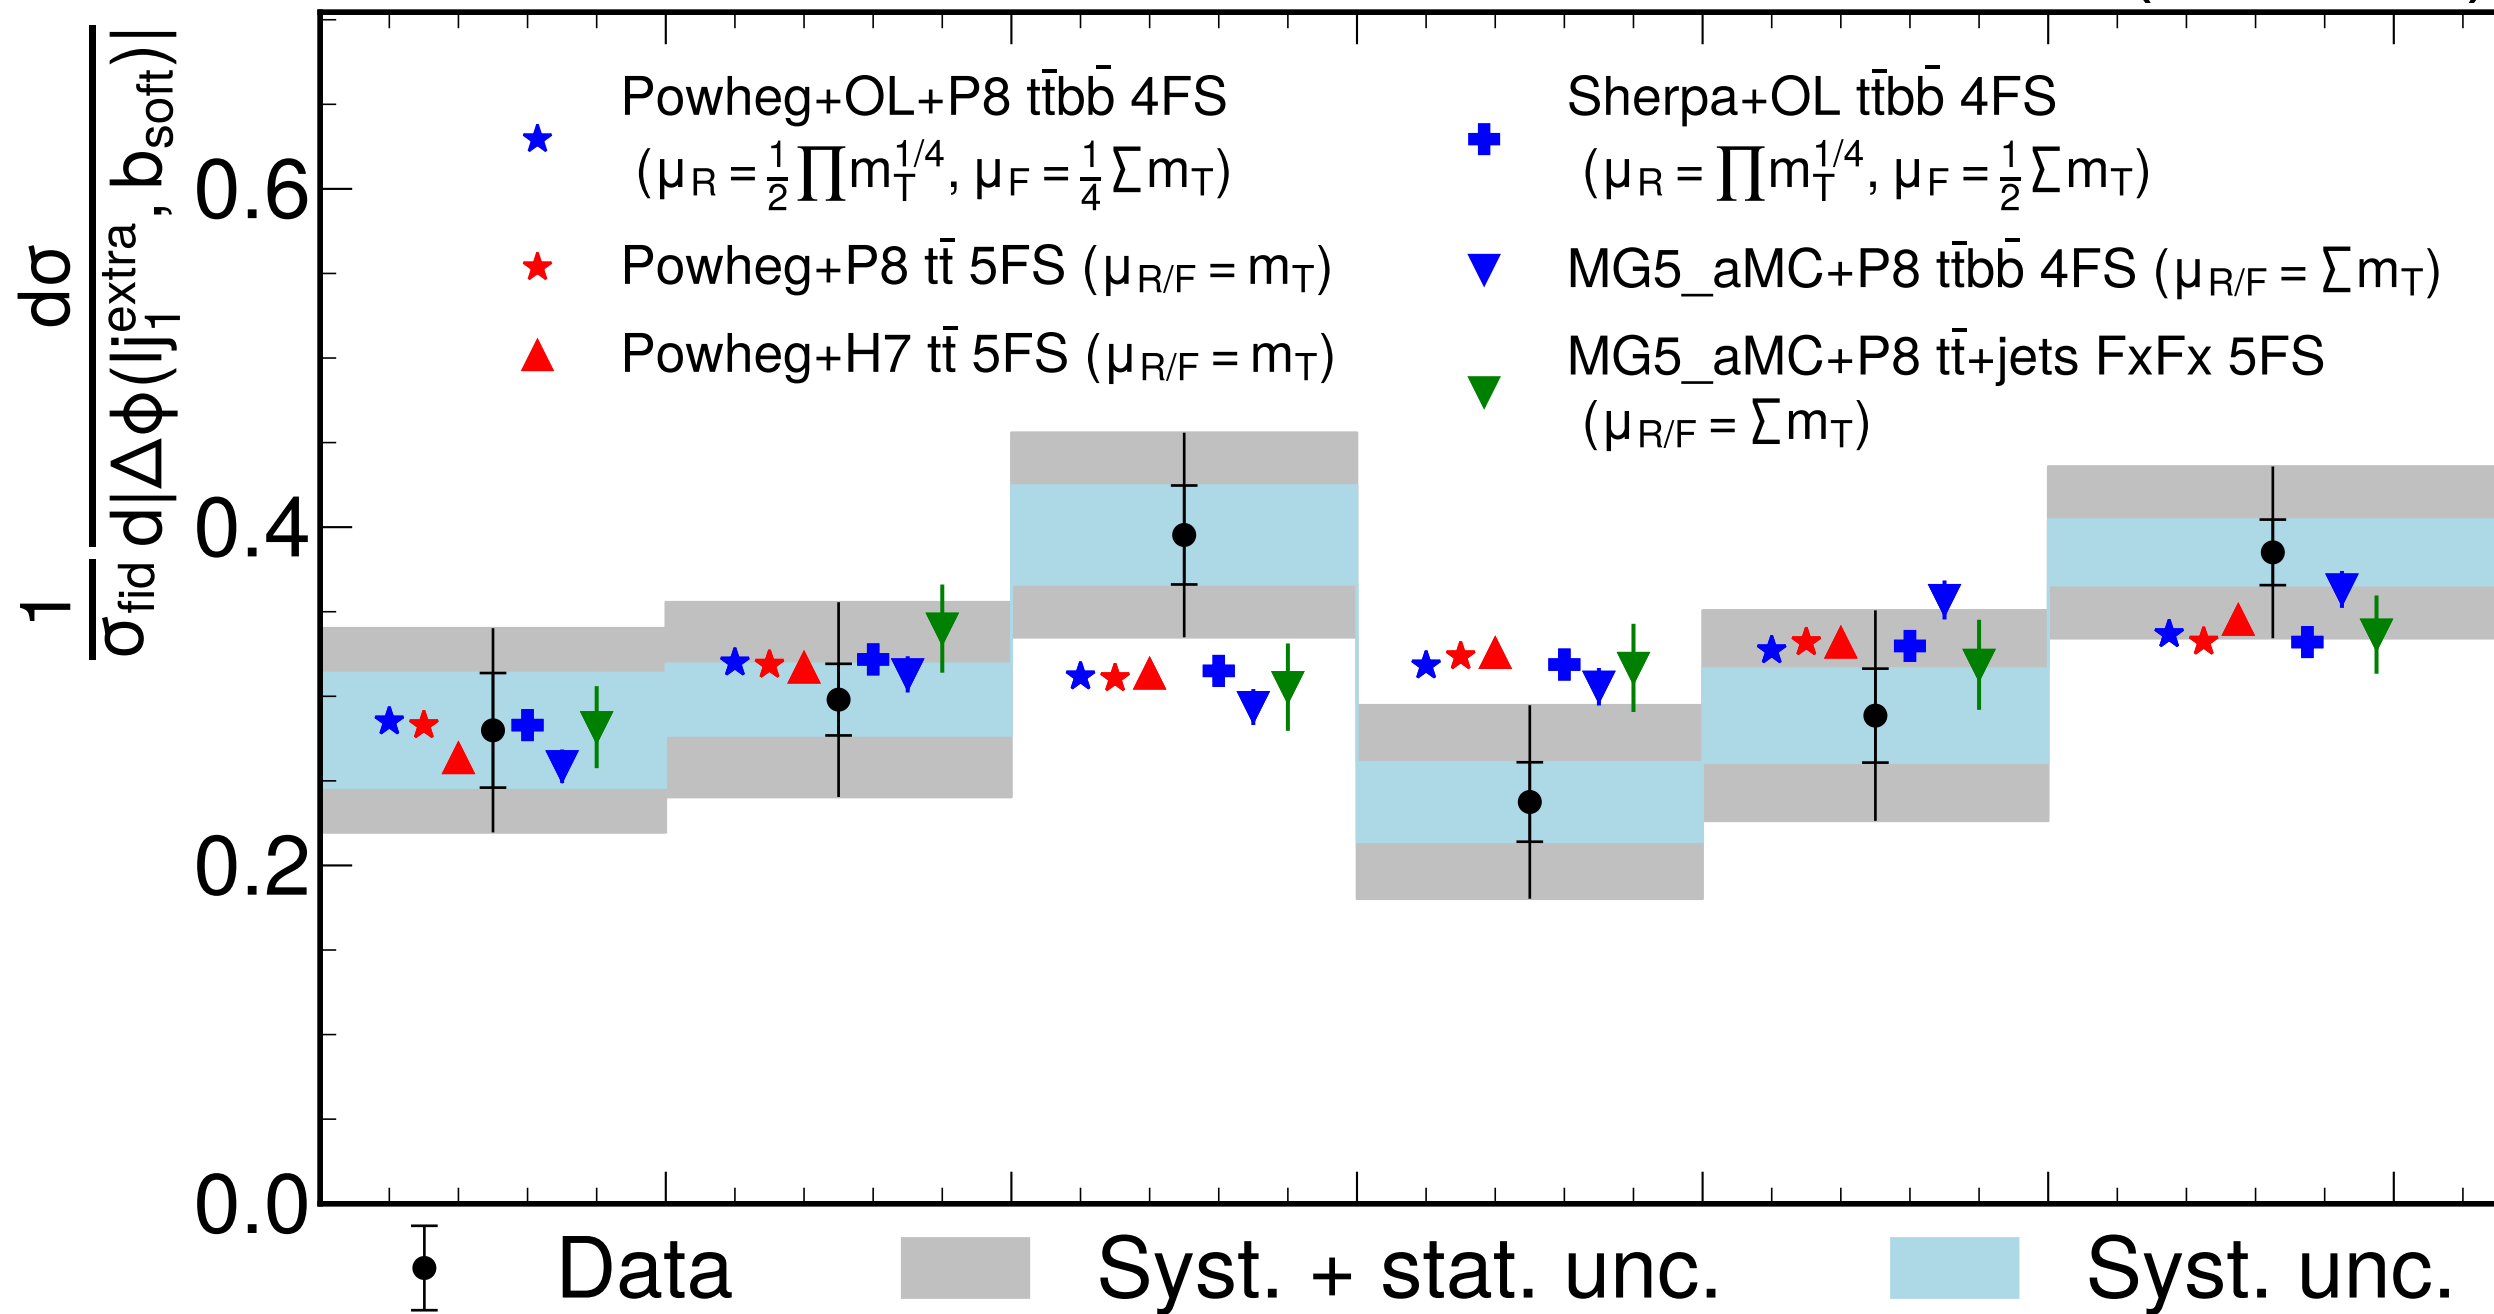 1/σfid dσ/d|Δϕ(ljextra1, bsoft)|
0.6
0.4
0.2
0.0
Powheg+OL+P8 tt̄bb̄ 4FS
(μR = 1/2∏mT^1/4, μF = 1/4∑mT)
Powheg+P8 tt̄ 5FS (μR/F = mT)
Powheg+H7 tt̄ 5FS (μR/F = mT)
Sherpa+OL tt̄bb̄ 4FS
(μR = ∏mT^1/4, μF = 1/2∑mT)
MG5_aMC+P8 tt̄bb̄ 4FS (μR/F = ∑mT)
MG5_aMC+P8 tt̄+jets FxFx 5FS
(μR/F = ∑mT)
Data
Syst. + stat. unc.
Syst. unc.